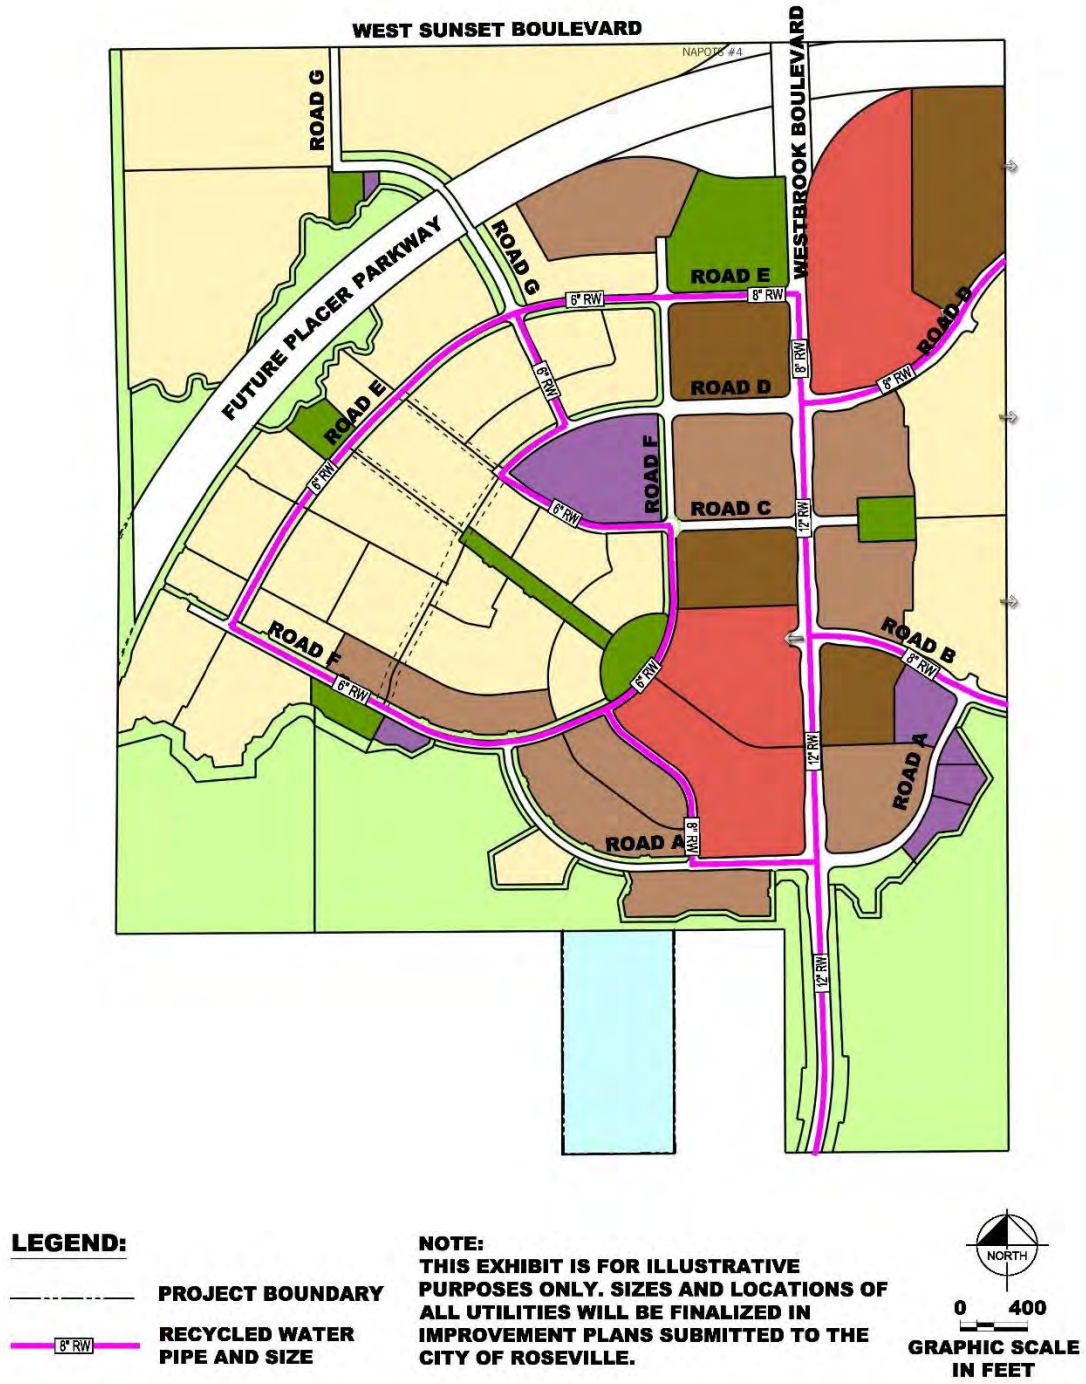 WEST SUNSET BOULEVARD
NAPOTS #4
WESTBROOK BOULEVARD
ROAD G
ROAD G
FUTURE PLACER PARKWAY
ROAD E
6" RW
8" RW
ROAD B
8" RW
8" RW
6" RW
ROAD D
ROAD E
6" RW
ROAD F
ROAD C
6" RW
12" RW
ROAD F
6" RW
6" RW
ROAD B
8" RW
12" RW
ROAD A
ROAD A
8" RW
12" RW
LEGEND:
PROJECT BOUNDARY
8" RW
RECYCLED WATER
PIPE AND SIZE
NOTE:
THIS EXHIBIT IS FOR ILLUSTRATIVE
PURPOSES ONLY. SIZES AND LOCATIONS OF
ALL UTILITIES WILL BE FINALIZED IN
IMPROVEMENT PLANS SUBMITTED TO THE
CITY OF ROSEVILLE.
NORTH
0 400
GRAPHIC SCALE
IN FEET